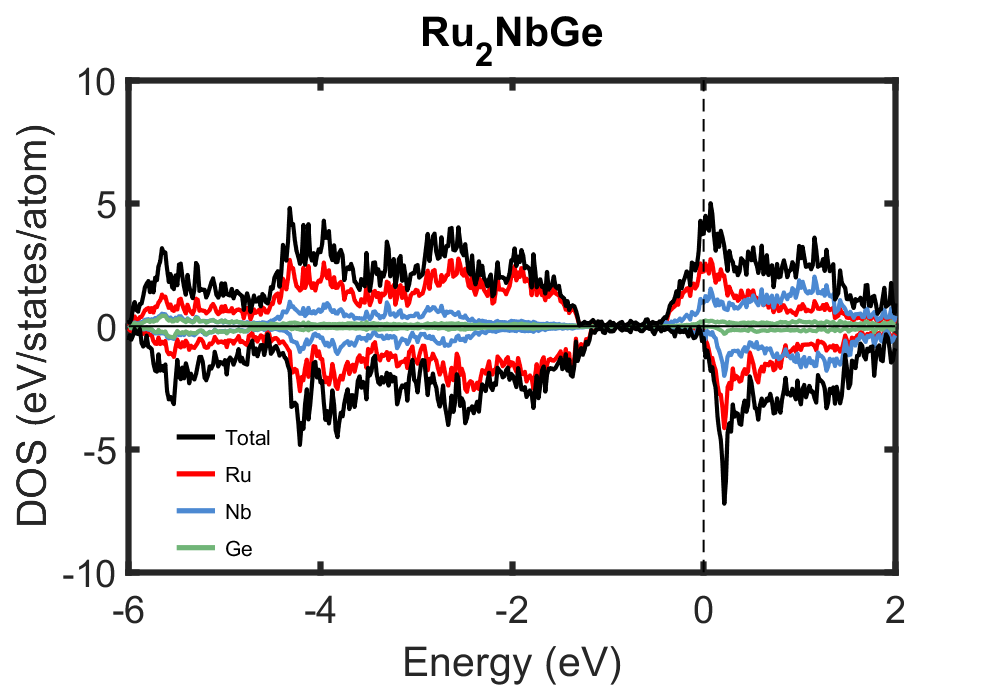 Ru₂NbGe
DOS (eV/states/atom)
10
5
0
-5
-10
Total
Ru
Nb
Ge
-6 -4 -2 0 2
Energy (eV)